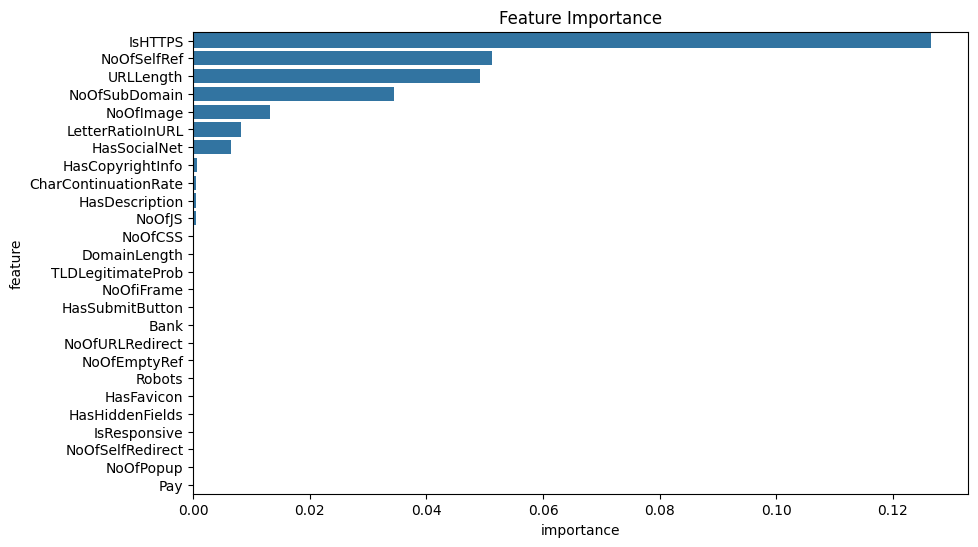 Feature Importance
IsHTTPS
NoOfSelfRef
URLLength
NoOfSubDomain
NoOfImage
LetterRatioInURL
HasSocialNet
HasCopyrightInfo
CharContinuationRate
HasDescription
NoOfJS
NoOfCSS
DomainLength
TLDLegitimateProb
NoOfiFrame
HasSubmitButton
Bank
NoOfURLRedirect
NoOfEmptyRef
Robots
HasFavicon
HasHiddenFields
IsResponsive
NoOfSelfRedirect
NoOfPopup
Pay
feature
0.00 0.02 0.04 0.06 0.08 0.10 0.12
importance